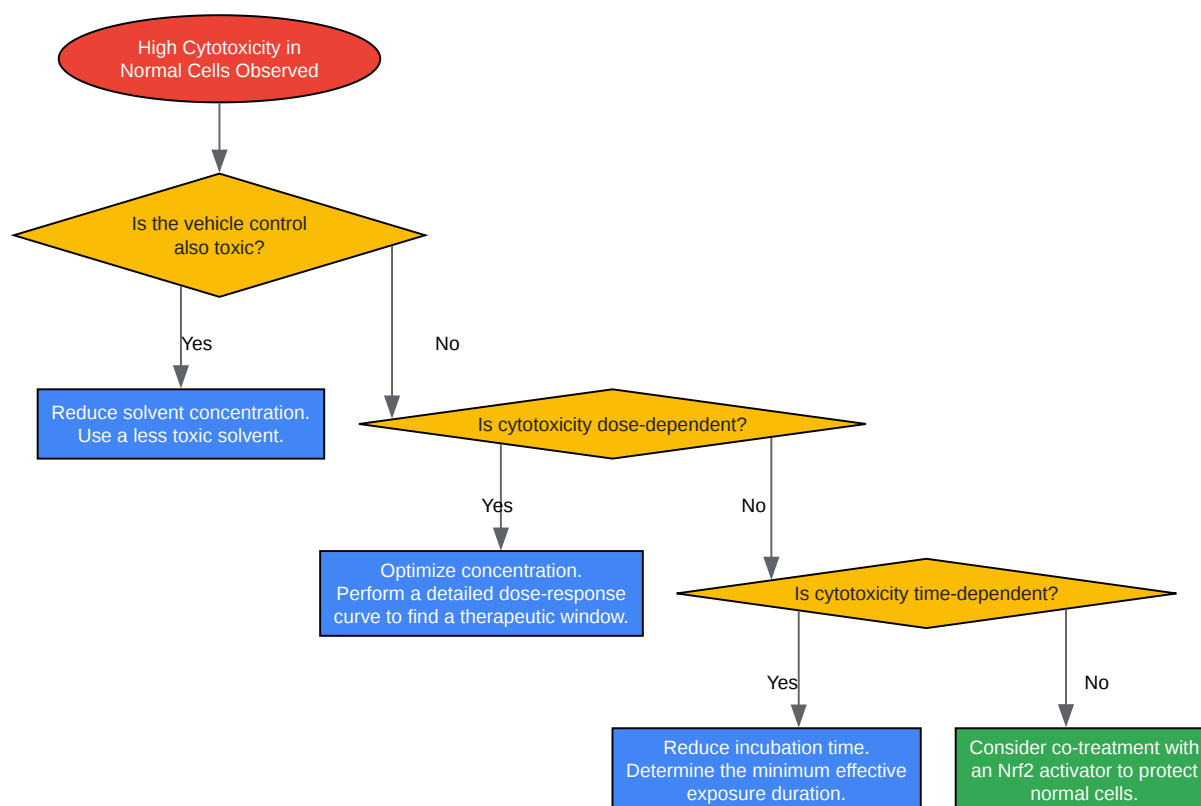 High Cytotoxicity in
Normal Cells Observed
Is the vehicle control
also toxic?
Yes
No
Reduce solvent concentration.
Use a less toxic solvent.
Is cytotoxicity dose-dependent?
Yes
No
Optimize concentration.
Perform a detailed dose-response
curve to find a therapeutic window.
Is cytotoxicity time-dependent?
Yes
No
Reduce incubation time.
Determine the minimum effective
exposure duration.
Consider co-treatment with
an Nrf2 activator to protect
normal cells.